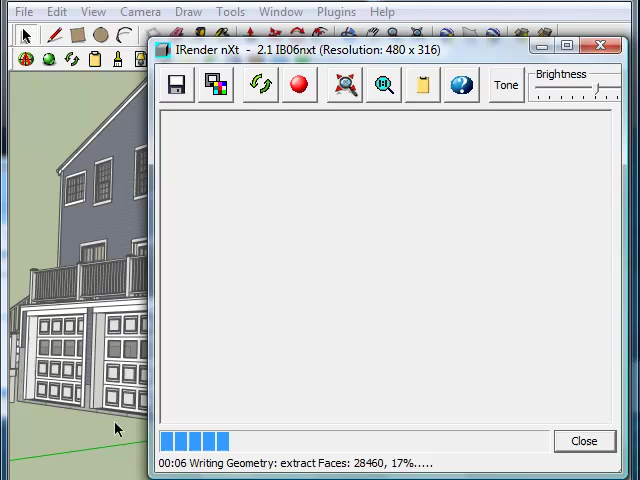 File Edit View Camera Draw Tools Window Plugins Help
IRender nXt - 2.1 IB06nxt (Resolution: 480 x 316)
Tone
Brightness
Close
00:06 Writing Geometry: extract Faces: 28460, 17%.....